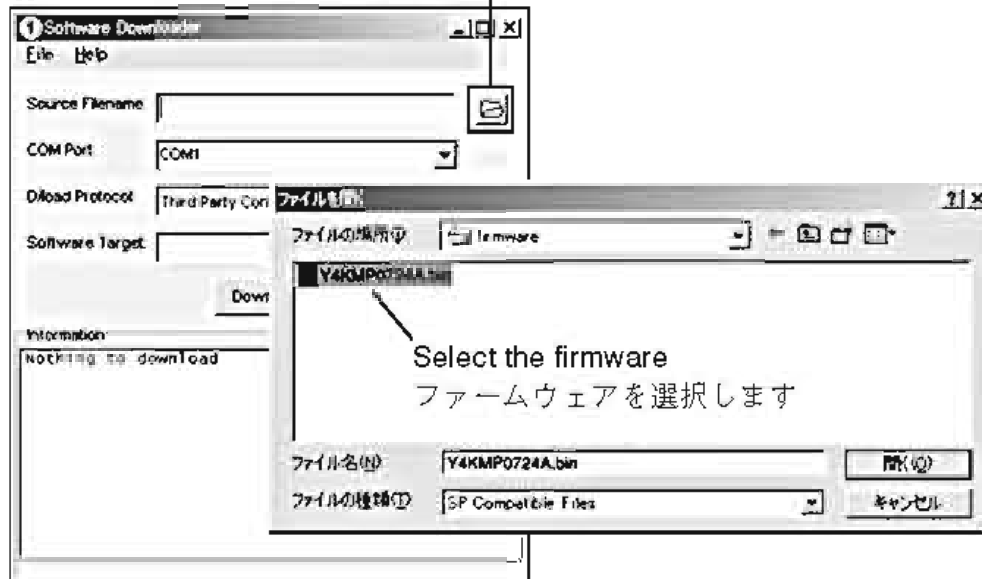 Software Downloader
File Help
Source Filename
COM Port COM1
D/load Protocol Third Party Con
Software Target
Down
Information
Nothing to download
ファイルを開く
ファイルの場所(I) firmware
Y4KMP0724A.bin
Select the firmware
ファームウェアを選択します
ファイル名(N) Y4KMP0724A.bin 開く(O)
ファイルの種類(T) SP Compatible Files キャンセル